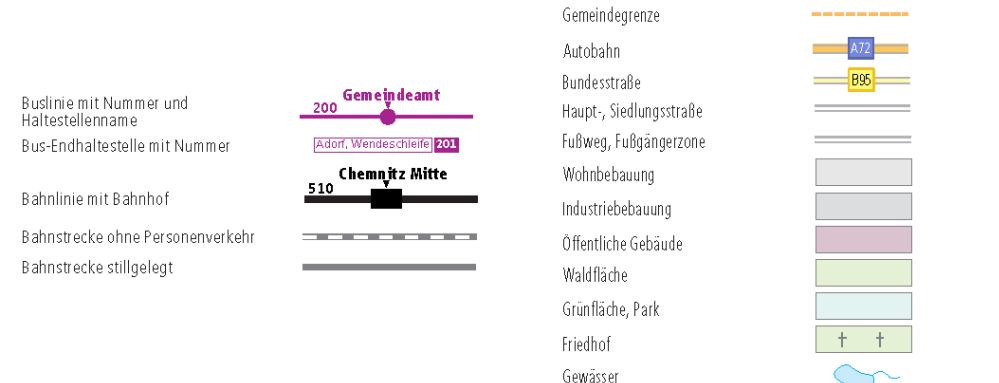 Buslinie mit Nummer und
Haltestellenname
Gemeindeamt
200
Bus-Endhaltestelle mit Nummer
Adorf, Wendeschleife 201
Chemnitz Mitte
510
Bahnlinie mit Bahnhof
Bahnstrecke ohne Personenverkehr
Bahnstrecke stillgelegt
Gemeindegrenze
Autobahn
A72
Bundesstraße
B95
Haupt-, Siedlungsstraße
Fußweg, Fußgängerzone
Wohnbebauung
Industriebebauung
Öffentliche Gebäude
Waldfläche
Grünfläche, Park
Friedhof
Gewässer